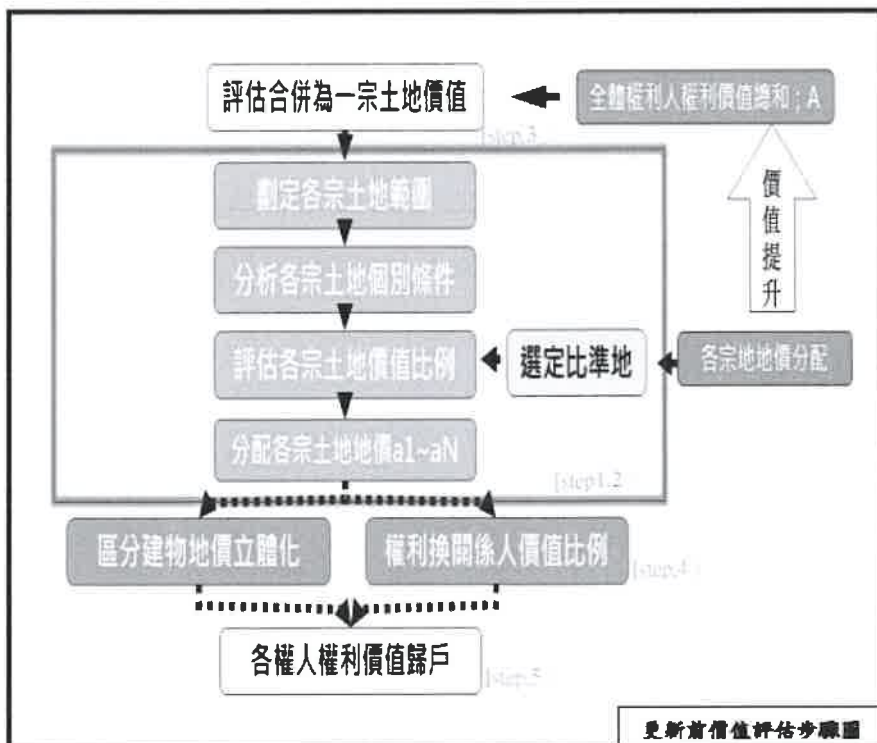 評估合併為一宗土地價值
全體權利人權利價值總和；A
[step.3
劃定各宗土地範圍
價值提升
分析各宗土地個別條件
評估各宗土地價值比例
選定比準地
各宗地地價分配
分配各宗土地地價a1~aN
[step1.2
區分建物地價立體化
權利換關係人價值比例
[step.4
各權人權利價值歸戶
[step.5
更新前價值評估步驟圖